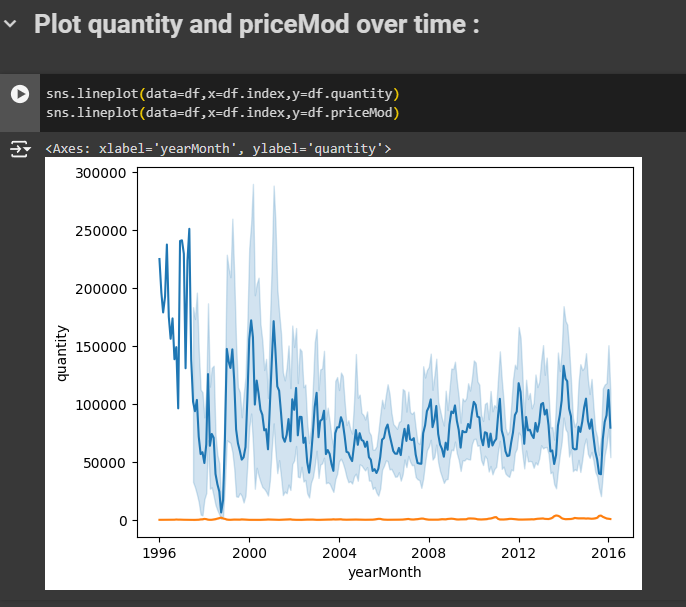 Plot quantity and priceMod over time :
sns.lineplot(data=df,x=df.index,y=df.quantity)
sns.lineplot(data=df,x=df.index,y=df.priceMod)
<Axes: xlabel='yearMonth', ylabel='quantity'>
300000
250000
200000
150000
100000
50000
0
quantity
1996 2000 2004 2008 2012 2016
yearMonth